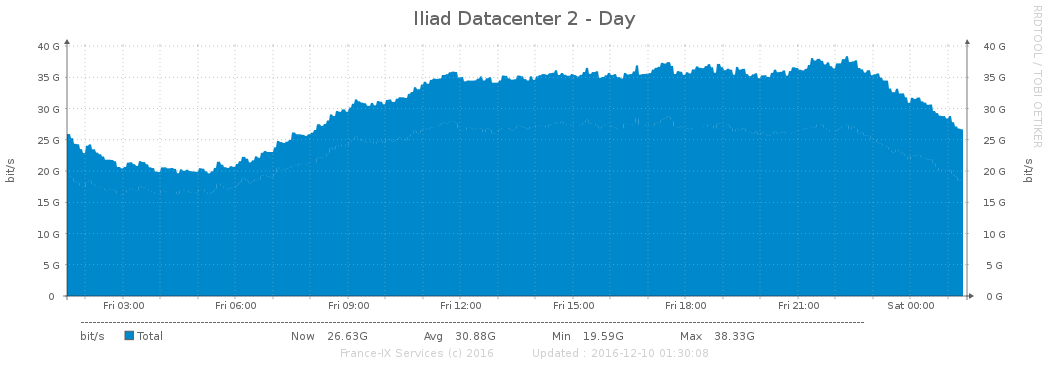 Iliad Datacenter 2 - Day
RRDTOOL / TOBI OETIKER
bit/s
40 G 40 G
35 G 35 G
30 G 30 G
25 G 25 G
20 G 20 G
15 G 15 G
10 G 10 G
5 G 5 G
0 0 G
bit/s
Fri 03:00 Fri 06:00 Fri 09:00 Fri 12:00 Fri 15:00 Fri 18:00 Fri 21:00 Sat 00:00
bit/s Total Now 26.63G Avg 30.88G Min 19.59G Max 38.33G
France-IX Services (c) 2016 Updated : 2016-12-10 01:30:08